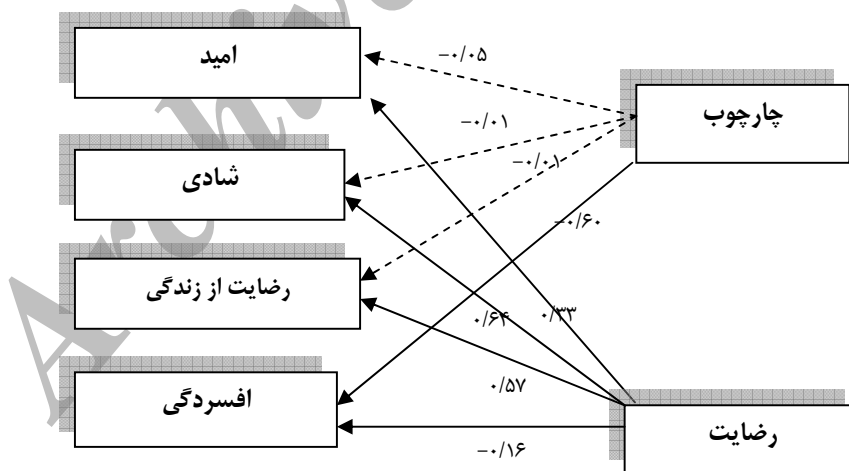 امید
-۰/۰۵
چارچوب
-۰/۰۱
شادی
-۰/۰۱
-۰/۶۰
رضایت از زندگی
۰/۶۴
۰/۳۳
افسردگی
۰/۵۷
رضایت
-۰/۱۶
Archive